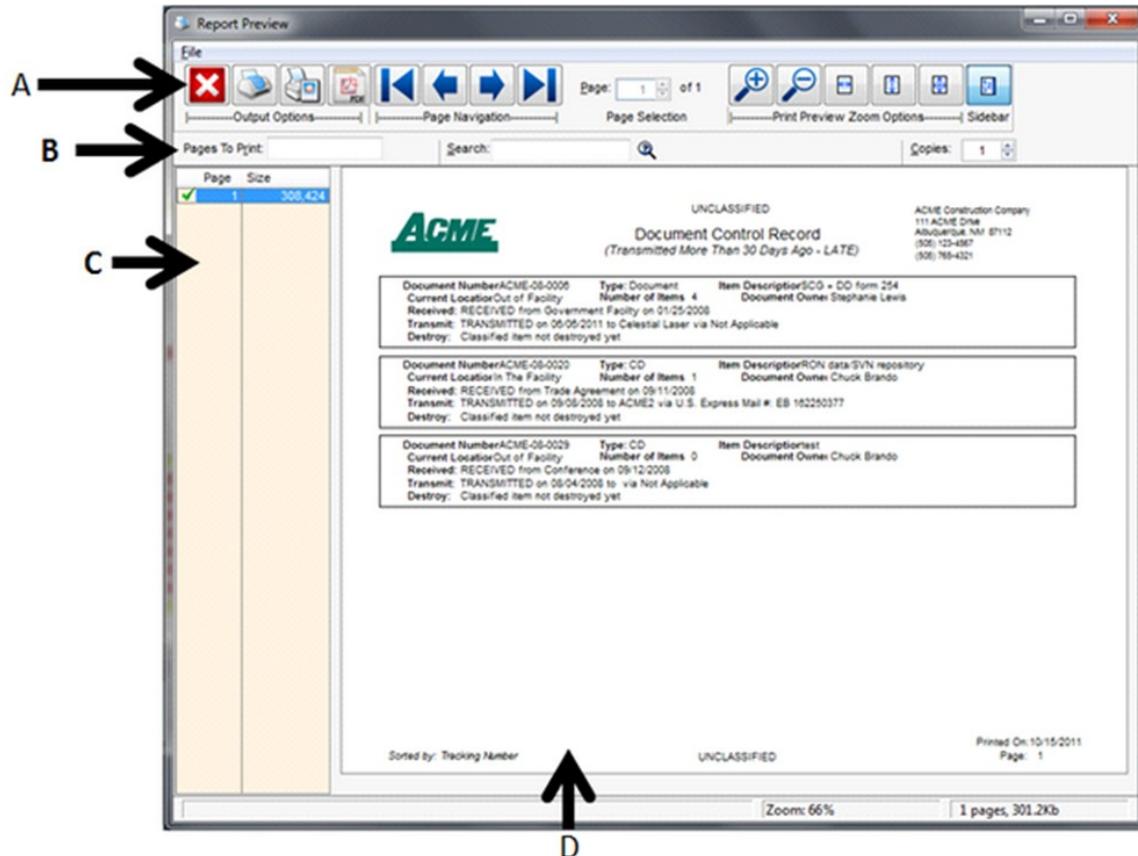 Report Preview
File
A
PDF
Page: 1 of 1
|--------Output Options--------| |--------Page Navigation--------| Page Selection |--------Print Preview Zoom Options--------| Sidebar
B
Pages To Print: Search: Copies: 1
Page Size
1 308,424
C
ACME
UNCLASSIFIED
Document Control Record
(Transmitted More Than 30 Days Ago - LATE)
ACME Construction Company
111 ACME Drive
Albuquerque, NM 87112
(505) 123-4567
(505) 765-4321
Document NumberACME-08-0006 Type: Document Item DescriptionSCG + DD form 254
Current LocationOut of Facility Number of Items 4 Document Owner Stephanie Lewis
Received: RECEIVED from Government Facility on 01/25/2008
Transmit: TRANSMITTED on 06/06/2011 to Celestial Laser via Not Applicable
Destroy: Classified item not destroyed yet
Document NumberACME-08-0020 Type: CD Item DescriptionRON data/SVN repository
Current LocationIn The Facility Number of Items 1 Document Owner Chuck Brando
Received: RECEIVED from Trade Agreement on 09/11/2008
Transmit: TRANSMITTED on 09/08/2008 to ACME2 via U.S. Express Mail #: EB 162250377
Destroy: Classified item not destroyed yet
Document NumberACME-08-0029 Type: CD Item Descriptiontest
Current LocationOut of Facility Number of Items 0 Document Owner Chuck Brando
Received: RECEIVED from Conference on 09/12/2008
Transmit: TRANSMITTED on 08/04/2008 to via Not Applicable
Destroy: Classified item not destroyed yet
Sorted by: Tracking Number
UNCLASSIFIED
Printed On:10/15/2011
Page: 1
Zoom: 66% 1 pages, 301.2Kb
D